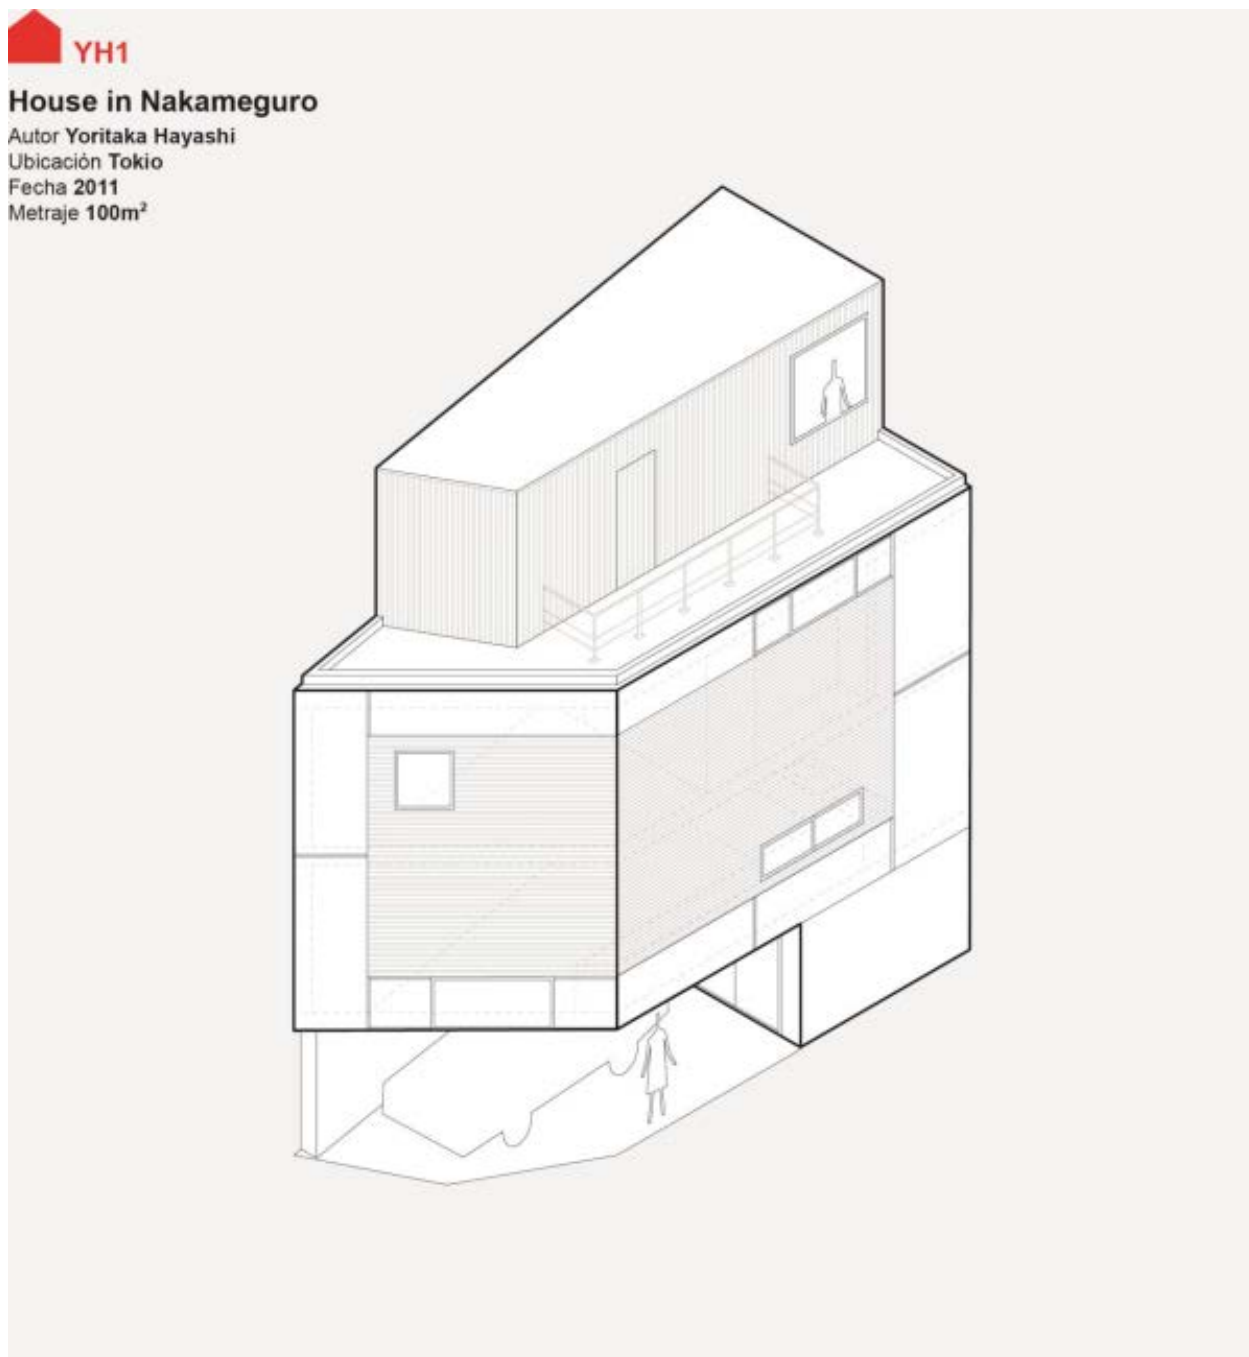 YH1
House in Nakameguro
Autor Yoritaka Hayashi
Ubicación Tokio
Fecha 2011
Metraje 100m²